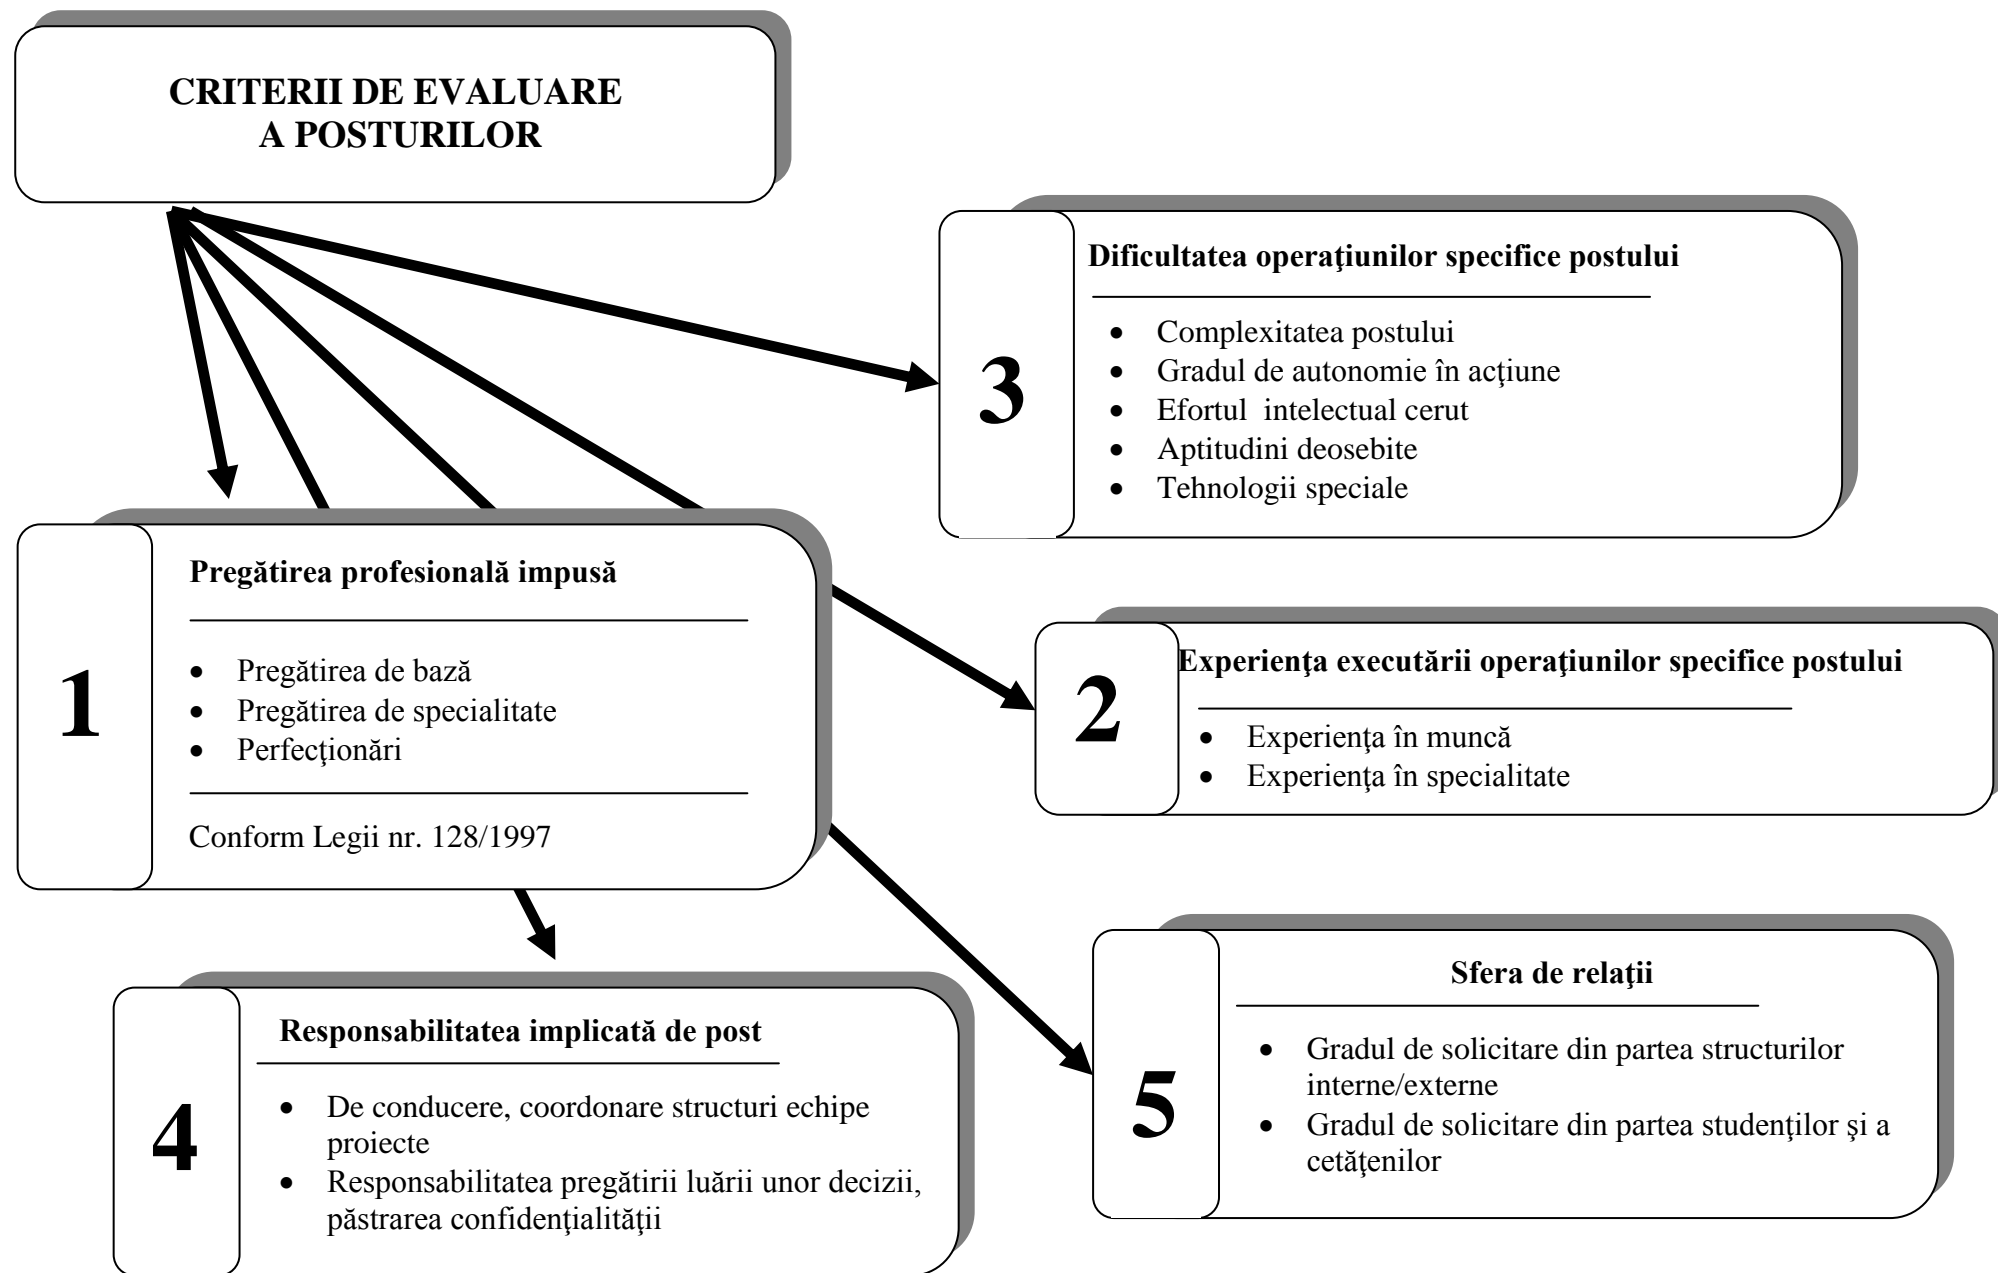 CRITERII DE EVALUARE
A POSTURILOR
3
Dificultatea operaţiunilor specifice postului
• Complexitatea postului
• Gradul de autonomie în acţiune
• Efortul intelectual cerut
• Aptitudini deosebite
• Tehnologii speciale
1
Pregătirea profesională impusă
• Pregătirea de bază
• Pregătirea de specialitate
• Perfecţionări
Conform Legii nr. 128/1997
2
Experienţa executării operaţiunilor specifice postului
• Experienţa în muncă
• Experienţa în specialitate
4
Responsabilitatea implicată de post
• De conducere, coordonare structuri echipe
proiecte
• Responsabilitatea pregătirii luării unor decizii,
păstrarea confidenţialităţii
5
Sfera de relaţii
• Gradul de solicitare din partea structurilor
interne/externe
• Gradul de solicitare din partea studenţilor şi a
cetăţenilor